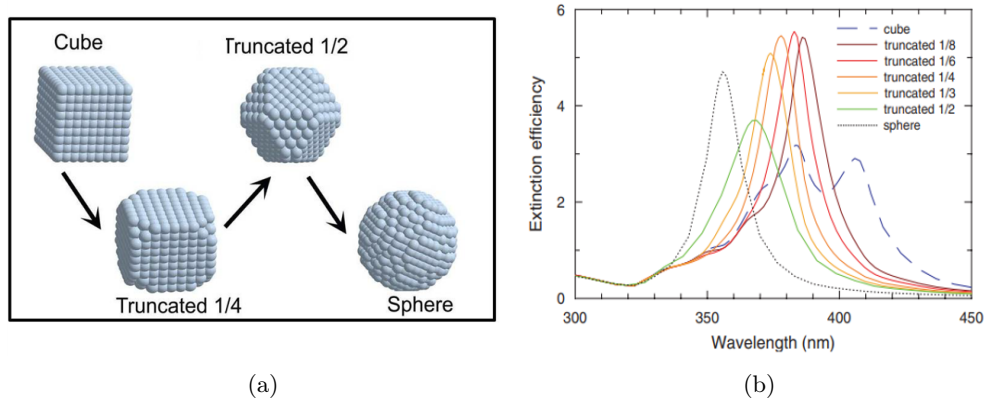 Cube
Truncated 1/2
Truncated 1/4
Sphere
(a)
Extinction efficiency
6
4
2
0
cube
truncated 1/8
truncated 1/6
truncated 1/4
truncated 1/3
truncated 1/2
sphere
300
350
400
450
Wavelength (nm)
(b)